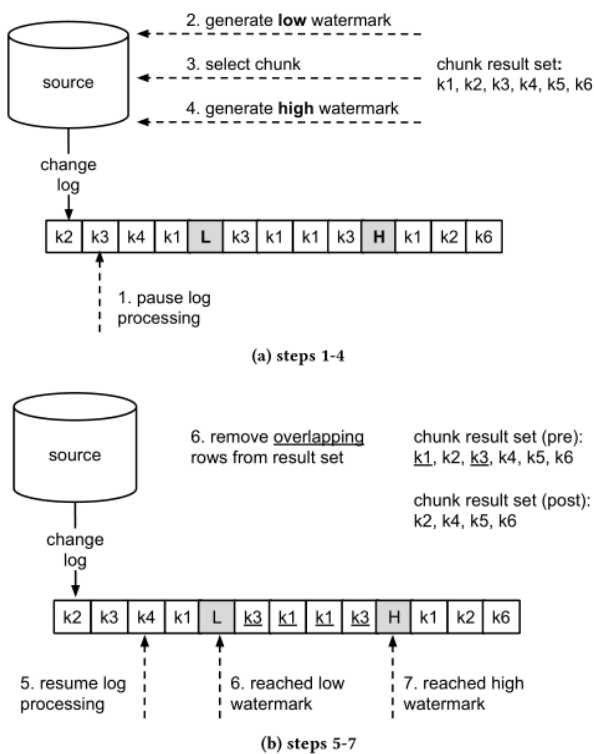 2. generate low watermark
source
3. select chunk
chunk result set:
k1, k2, k3, k4, k5, k6
4. generate high watermark
change
log
k2 k3 k4 k1 L k3 k1 k1 k3 H k1 k2 k6
1. pause log
processing
(a) steps 1-4
source
6. remove overlapping
rows from result set
chunk result set (pre):
k1, k2, k3, k4, k5, k6
chunk result set (post):
k2, k4, k5, k6
change
log
k2 k3 k4 k1 L k3 k1 k1 k3 H k1 k2 k6
5. resume log
processing
6. reached low
watermark
7. reached high
watermark
(b) steps 5-7